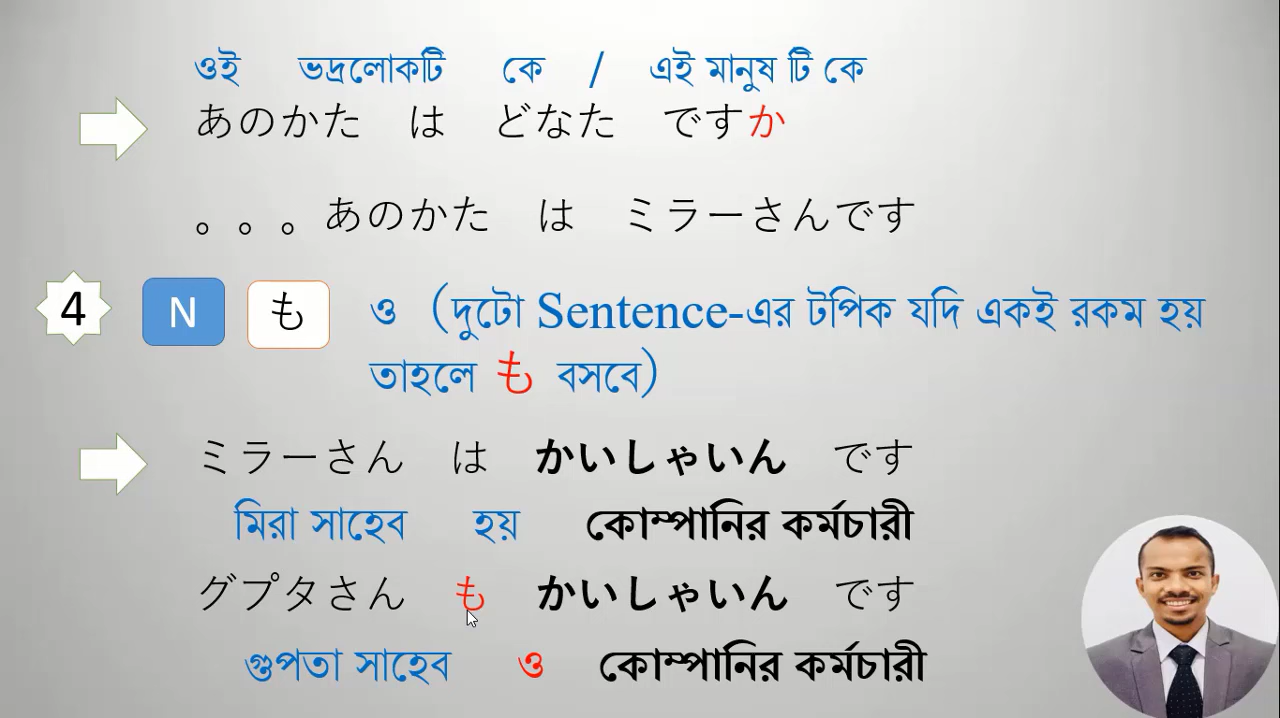 ওই ভদ্রলোকটি কে / এই মানুষ টি কে
あのかた は どなた ですか
。。。あのかた は ミラーさんです
4 N も ও (দুটো Sentence-এর টপিক যদি একই রকম হয়
তাহলে も বসবে)
ミラーさん は かいしゃいん です
মিরা সাহেব হয় কোম্পানির কর্মচারী
グプタさん も かいしゃいん です
গুপতা সাহেব ও কোম্পানির কর্মচারী